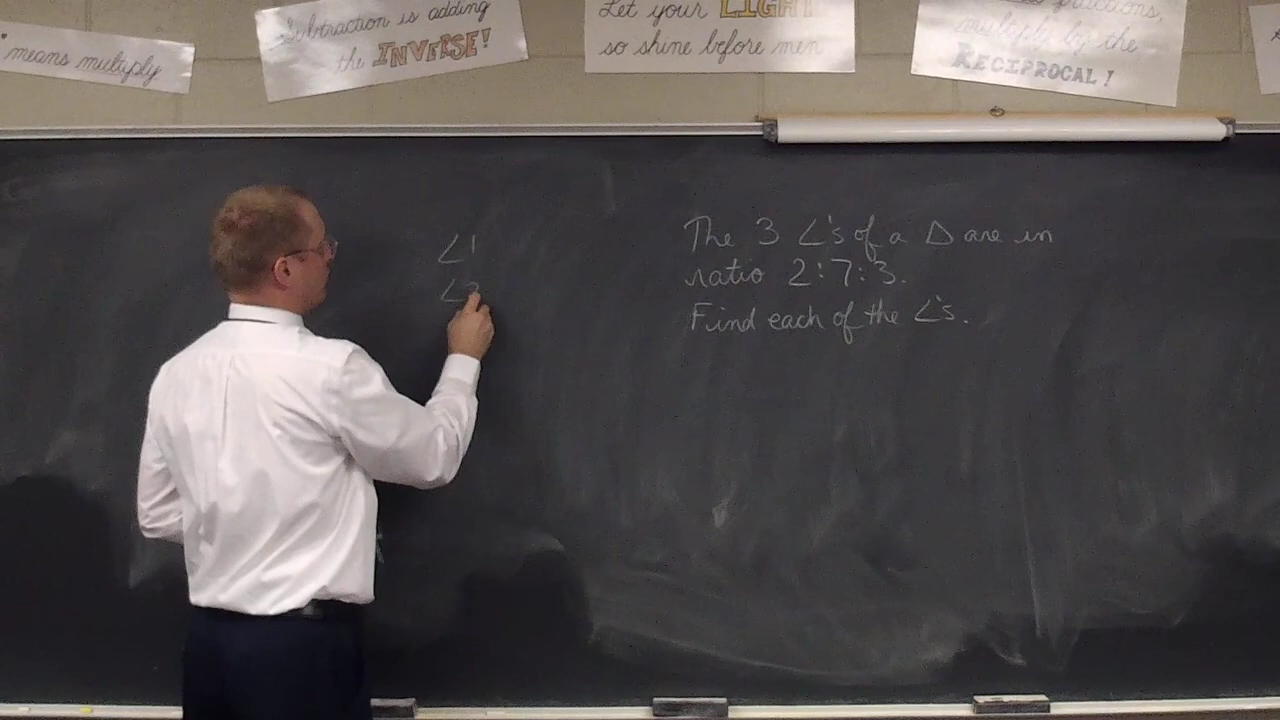 " means multiply
Subtraction is adding
the INVERSE!
Let your LIGHT
so shine before men
fractions,
multiply by the
RECIPROCAL!
∠1
∠2
The 3 ∠'s of a △ are in
ratio 2:7:3.
Find each of the ∠'s.